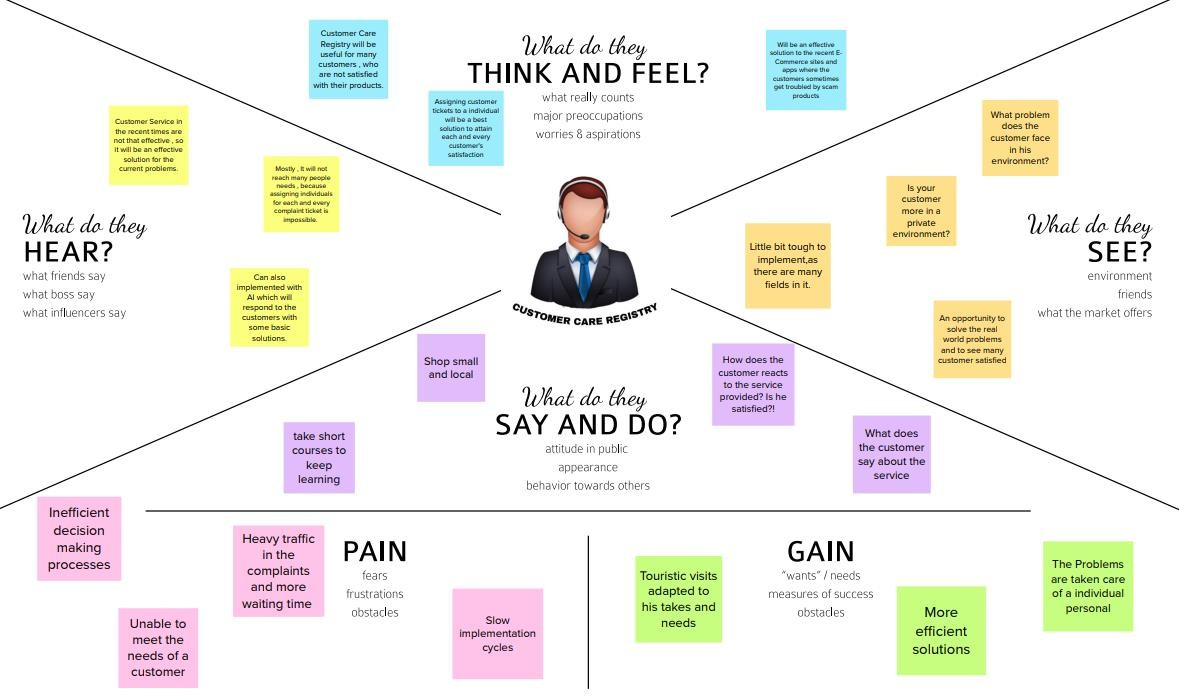 Customer Care
Registry will be
useful for many
customers , who
are not satisfied
with their products.
What do they
THINK AND FEEL?
what really counts
major preoccupations
worries & aspirations
Assigning customer
tickets to a individual
will be a best
solution to attain
each and every
customer's
satisfaction
Will be an effective
solution to the recent E-
Commerce sites and
apps where the
customers sometimes
get troubled by scam
products
Customer Service in
the recent times are
not that effective , so
it will be an effective
solution for the
current problems.
Mostly , It will not
reach many people
needs , because
assigning individuals
for each and every
complaint ticket is
impossible.
What do they
HEAR?
what friends say
what boss say
what influencers say
Can also
implemented with
AI which will
respond to the
customers with
some basic
solutions.
CUSTOMER CARE REGISTRY
What problem
does the
customer face
in his
environment?
Is your
customer
more in a
private
environment?
Little bit tough to
implement,as
there are many
fields in it.
What do they
SEE?
environment
friends
what the market offers
An opportunity to
solve the real
world problems
and to see many
customer satisfied
Shop small
and local
What do they
SAY AND DO?
attitude in public
appearance
behavior towards others
How does the
customer reacts
to the service
provided? Is he
satisfied?!
take short
courses to
keep
learning
What does
the customer
say about the
service
Inefficient
decision
making
processes
Heavy traffic
in the
complaints
and more
waiting time
PAIN
fears
frustrations
obstacles
Unable to
meet the
needs of a
customer
Slow
implementation
cycles
Touristic visits
adapted to
his takes and
needs
GAIN
"wants" / needs
measures of success
obstacles
More
efficient
solutions
The Problems
are taken care
of a individual
personal